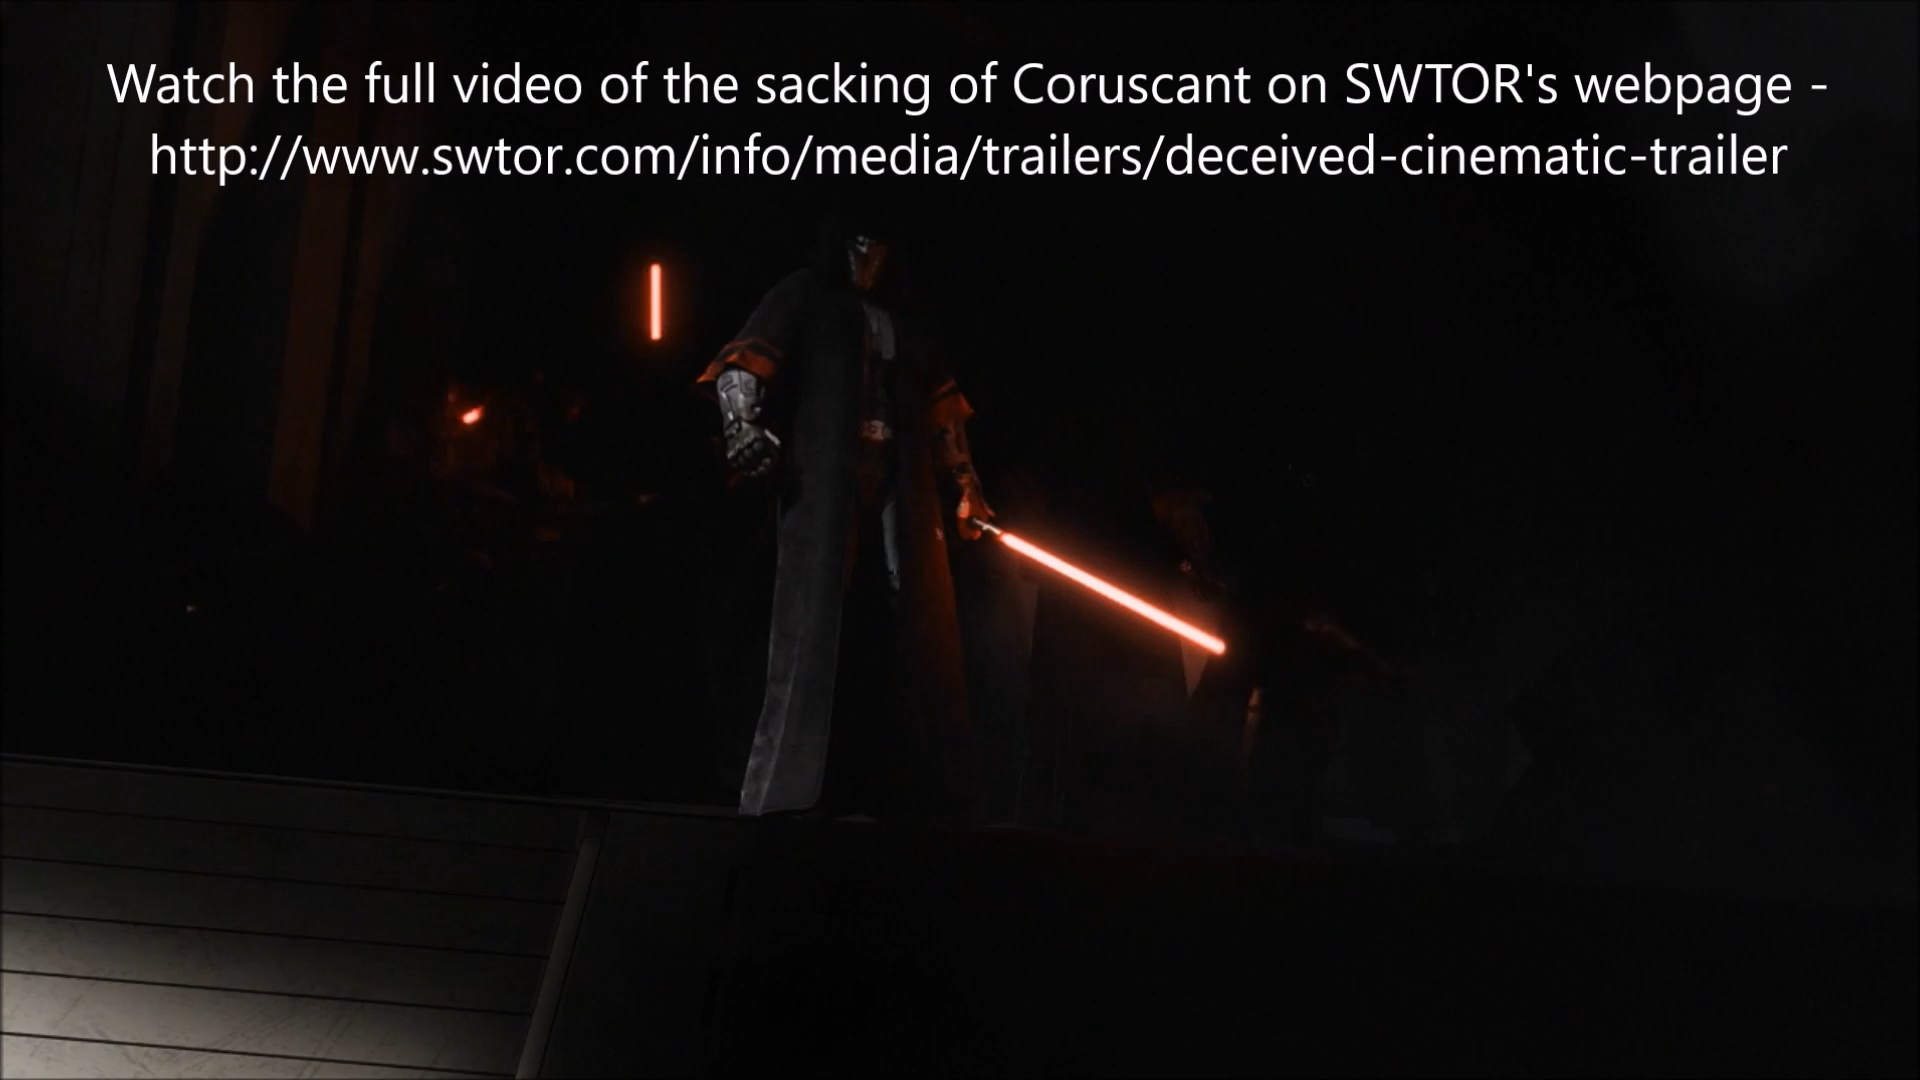 Watch the full video of the sacking of Coruscant on SWTOR's webpage -
http://www.swtor.com/info/media/trailers/deceived-cinematic-trailer